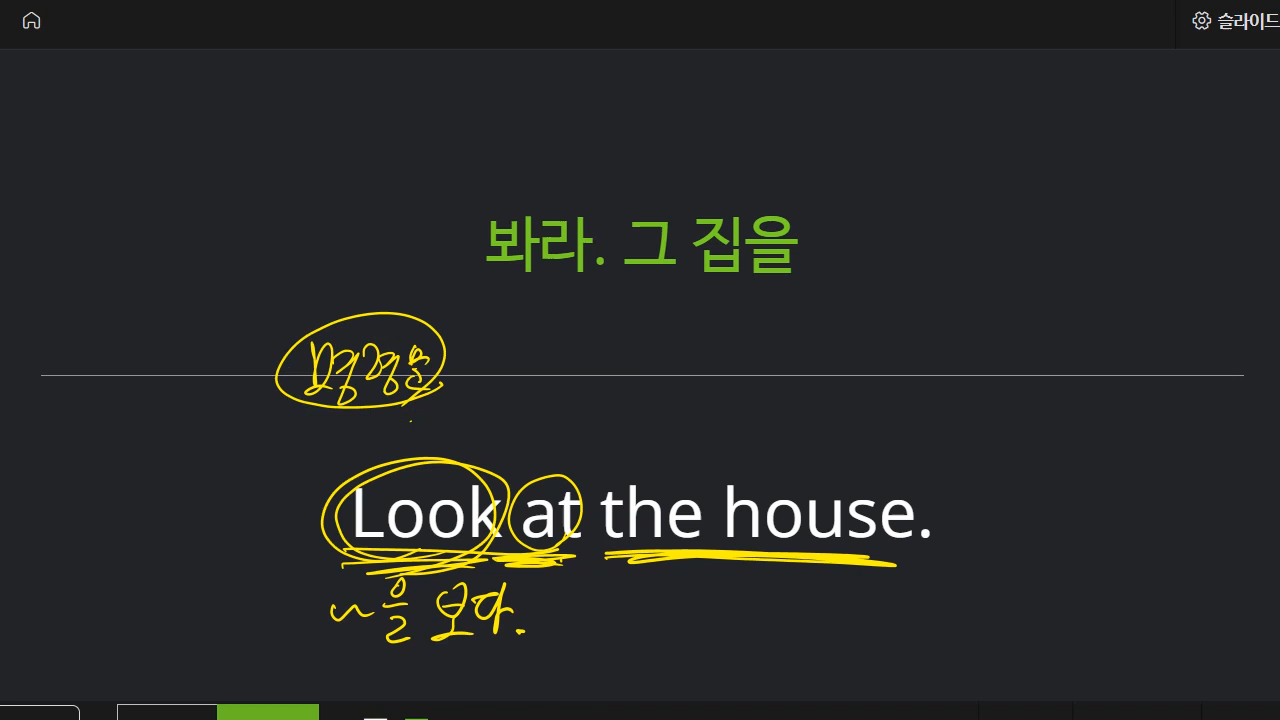 슬라이드
봐라. 그 집을
명령문
Look at the house.
~을 보다.